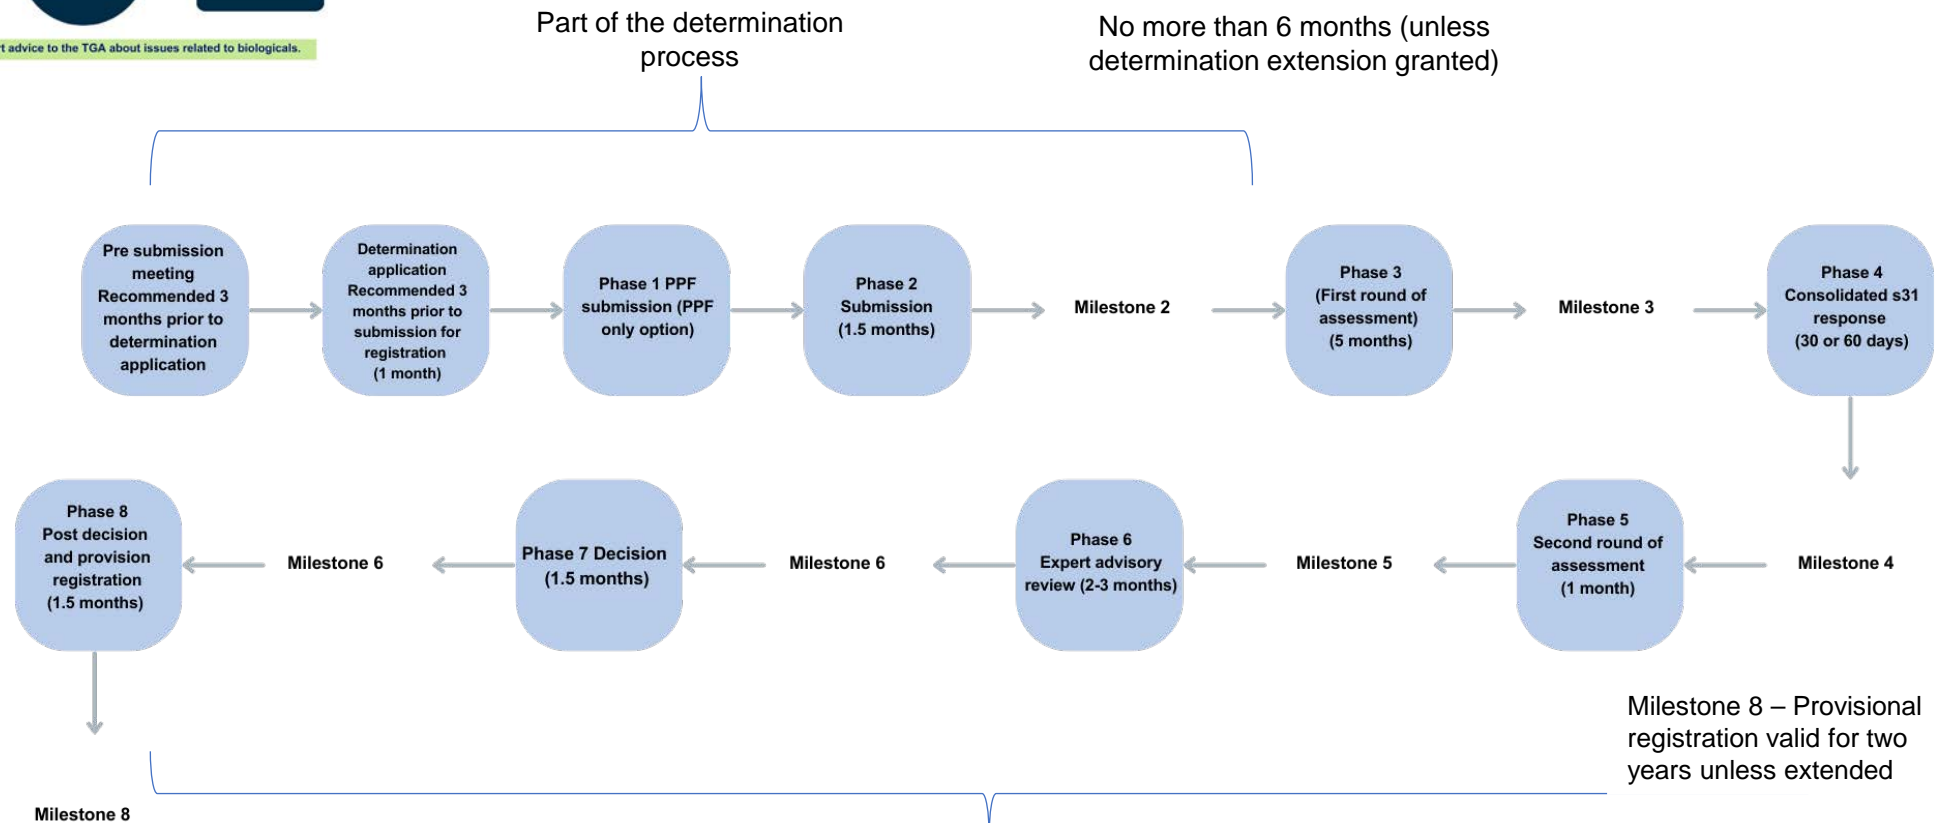 t advice to the TGA about issues related to biologicals.
Part of the determination
process
No more than 6 months (unless
determination extension granted)
Pre submission
meeting
Recommended 3
months prior to
determination
application
Determination
application
Recommended 3
months prior to
submission for
registration
(1 month)
Phase 1 PPF
submission (PPF
only option)
Phase 2
Submission
(1.5 months)
Milestone 2
Phase 3
(First round of
assessment)
(5 months)
Milestone 3
Phase 4
Consolidated s31
response
(30 or 60 days)
Milestone 4
Phase 5
Second round of
assessment
(1 month)
Milestone 5
Phase 6
Expert advisory
review (2-3 months)
Milestone 6
Phase 7 Decision
(1.5 months)
Milestone 6
Phase 8
Post decision
and provision
registration
(1.5 months)
Milestone 8
Milestone 8 – Provisional
registration valid for two
years unless extended